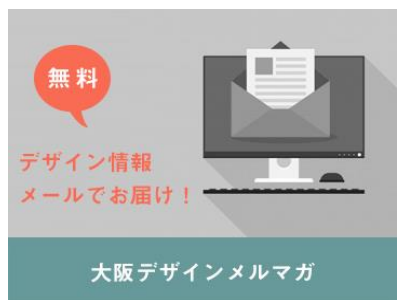 無料
デザイン情報
メールでお届け！
大阪デザインメルマガ